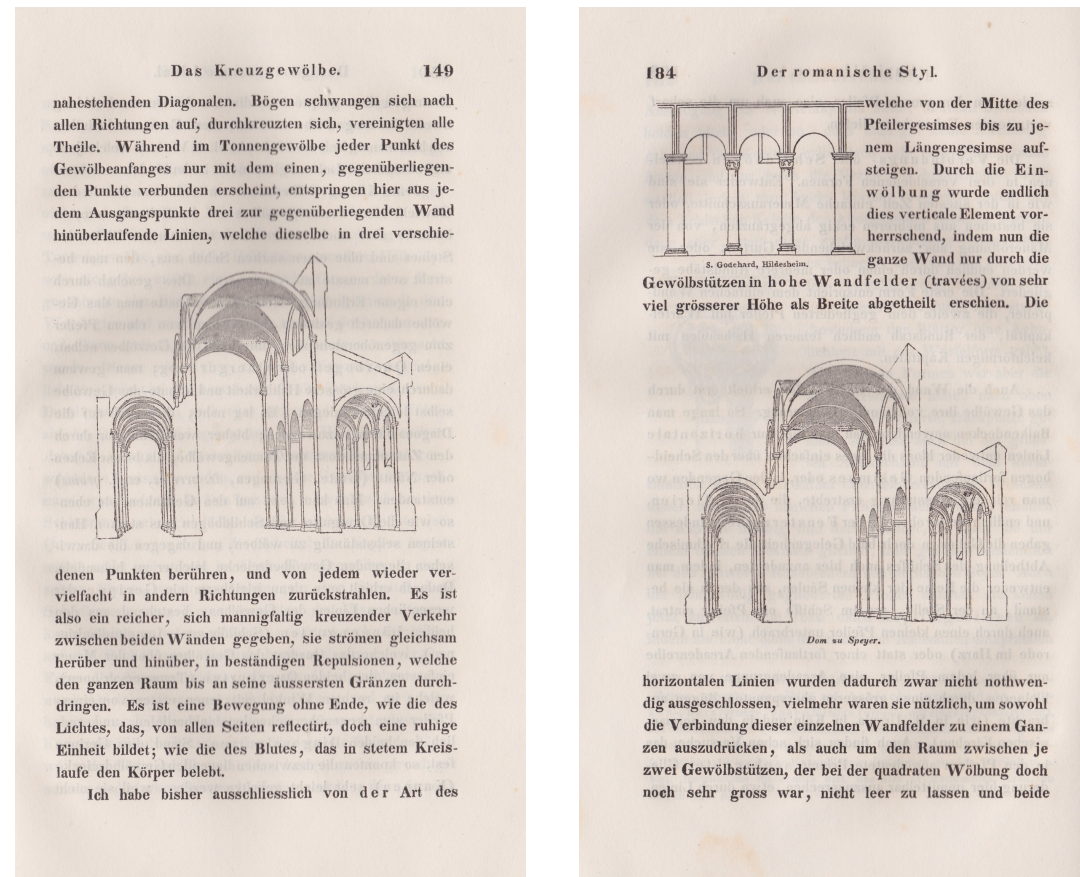 Das Kreuzgewölbe. 149
nahestehenden Diagonalen. Bögen schwangen sich nach
allen Richtungen auf, durchkreuzten sich, vereinigten alle
Theile. Während im Tonnengewölbe jeder Punkt des
Gewölbeanfanges nur mit dem einen, gegenüberliegen-
den Punkte verbunden erscheint, entspringen hier aus je-
dem Ausgangspunkte drei zur gegenüberliegenden Wand
hinüberlaufende Linien, welche dieselbe in drei verschie-
denen Punkten berühren, und von jedem wieder ver-
vielfacht in andern Richtungen zurückstrahlen. Es ist
also ein reicher, sich mannigfaltig kreuzender Verkehr
zwischen beiden Wänden gegeben, sie strömen gleichsam
herüber und hinüber, in beständigen Repulsionen, welche
den ganzen Raum bis an seine äussersten Gränzen durch-
dringen. Es ist eine Bewegung ohne Ende, wie die des
Lichtes, das, von allen Seiten reflectirt, doch eine ruhige
Einheit bildet; wie die des Blutes, das in stetem Kreis-
laufe den Körper belebt.
Ich habe bisher ausschliesslich von der Art des
184 Der romanische Styl.
welche von der Mitte des
Pfeilergesimses bis zu je-
nem Längengesimse auf-
steigen. Durch die Ein-
wölbung wurde endlich
dies verticale Element vor-
herrschend, indem nun die
S. Godehard, Hildesheim.
ganze Wand nur durch die
Gewölbstützen in hohe Wandfelder (travées) von sehr
viel grösserer Höhe als Breite abgetheilt erschien. Die
Dom zu Speyer.
horizontalen Linien wurden dadurch zwar nicht nothwen-
dig ausgeschlossen, vielmehr waren sie nützlich, um sowohl
die Verbindung dieser einzelnen Wandfelder zu einem Gan-
zen auszudrücken, als auch um den Raum zwischen je
zwei Gewölbstützen, der bei der quadraten Wölbung doch
noch sehr gross war, nicht leer zu lassen und beide